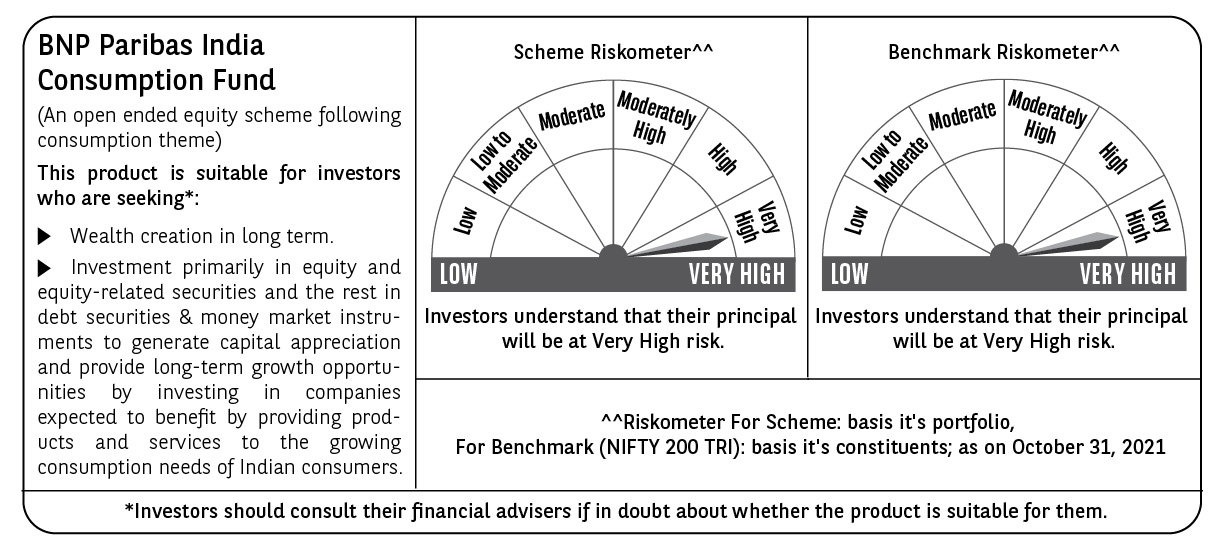 BNP Paribas India
Consumption Fund
(An open ended equity scheme following
consumption theme)
This product is suitable for investors
who are seeking*:
▶ Wealth creation in long term.
▶ Investment primarily in equity and
equity-related securities and the rest in
debt securities & money market instru-
ments to generate capital appreciation
and provide long-term growth opportu-
nities by investing in companies
expected to benefit by providing prod-
ucts and services to the growing
consumption needs of Indian consumers.
Scheme Riskometer^^
Low
Low to
Moderate
Moderate
Moderately
High
High
Very
High
LOW VERY HIGH
Investors understand that their principal
will be at Very High risk.
Benchmark Riskometer^^
Low
Low to
Moderate
Moderate
Moderately
High
High
Very
High
LOW VERY HIGH
Investors understand that their principal
will be at Very High risk.
^^Riskometer For Scheme: basis it's portfolio,
For Benchmark (NIFTY 200 TRI): basis it's constituents; as on October 31, 2021
*Investors should consult their financial advisers if in doubt about whether the product is suitable for them.